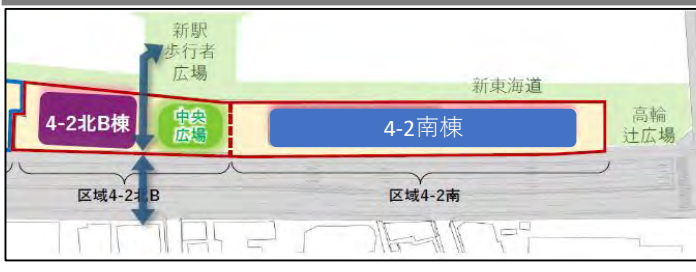 新駅
歩行者
広場
新東海道
4-2北B棟
中央
広場
4-2南棟
高輪
辻広場
区域4-2北B
区域4-2南